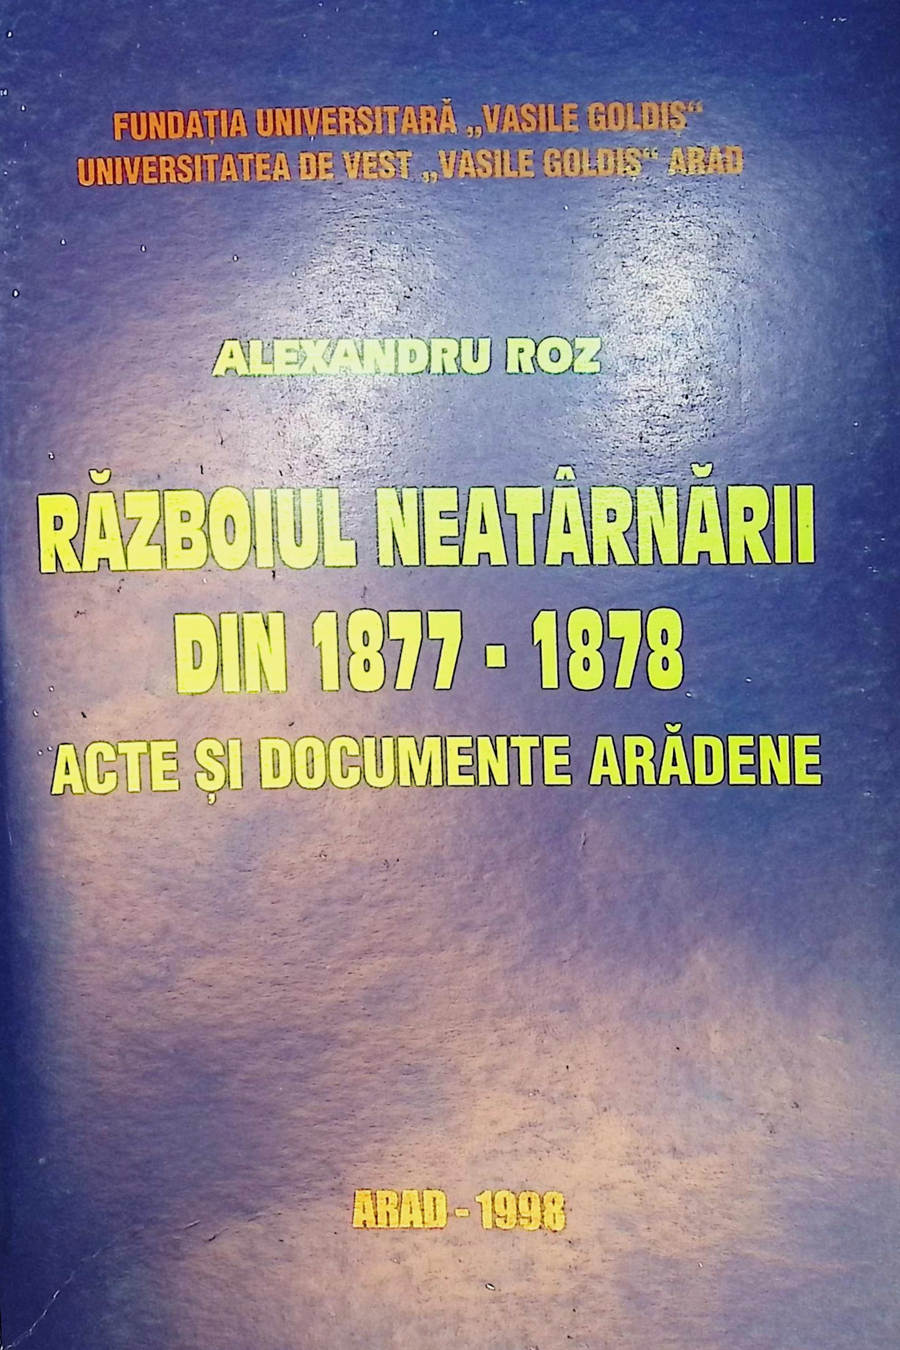 FUNDAȚIA UNIVERSITARĂ „VASILE GOLDIȘ“
UNIVERSITATEA DE VEST „VASILE GOLDIȘ“ ARAD
ALEXANDRU ROZ
RĂZBOIUL NEATÂRNĂRII
DIN 1877 - 1878
ACTE ȘI DOCUMENTE ARĂDENE
ARAD - 1998